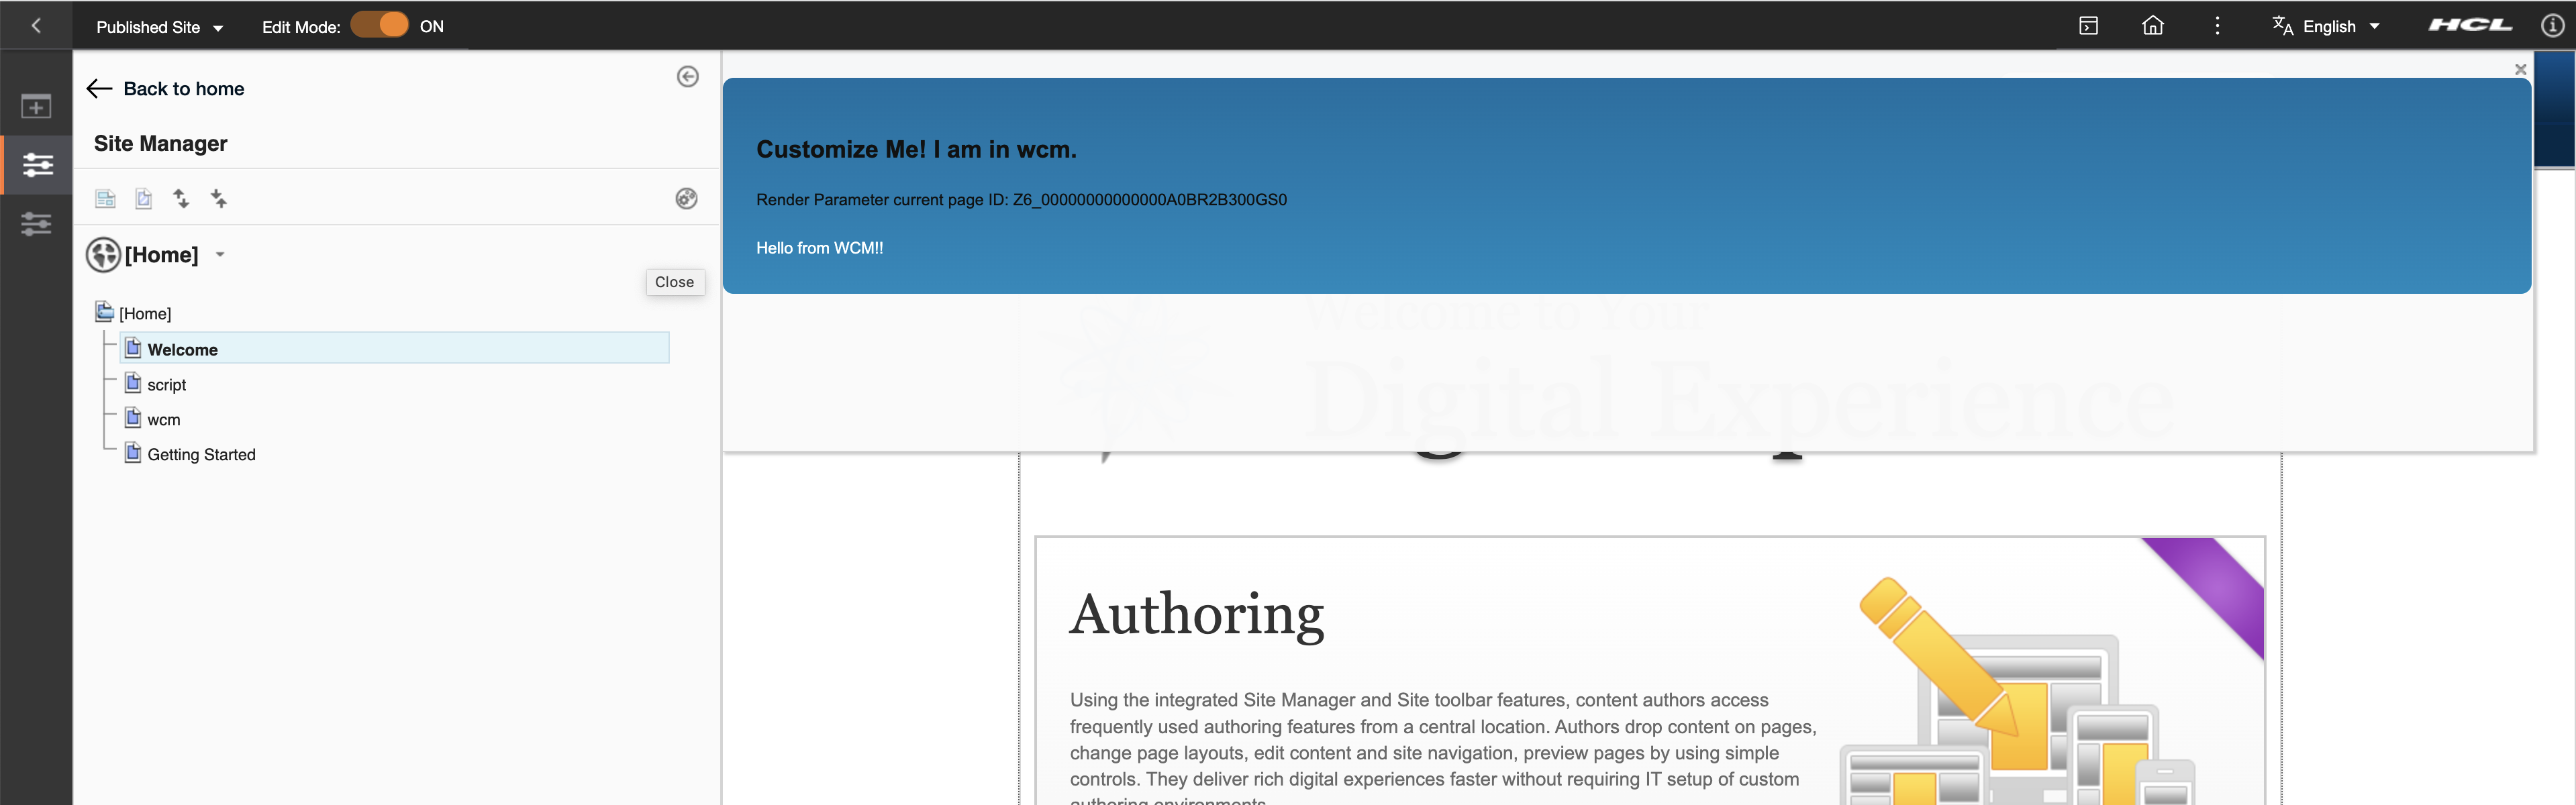 Published Site
Edit Mode: ON
English
HCL
Back to home
Site Manager
[Home]
Close
[Home]
Welcome
script
wcm
Getting Started
Customize Me! I am in wcm.
Render Parameter current page ID: Z6_00000000000000A0BR2B300GS0
Hello from WCM!!
Welcome to Your
Digital Experience
Authoring
Using the integrated Site Manager and Site toolbar features, content authors access
frequently used authoring features from a central location. Authors drop content on pages,
change page layouts, edit content and site navigation, preview pages by using simple
controls. They deliver rich digital experiences faster without requiring IT setup of custom
authoring environments.